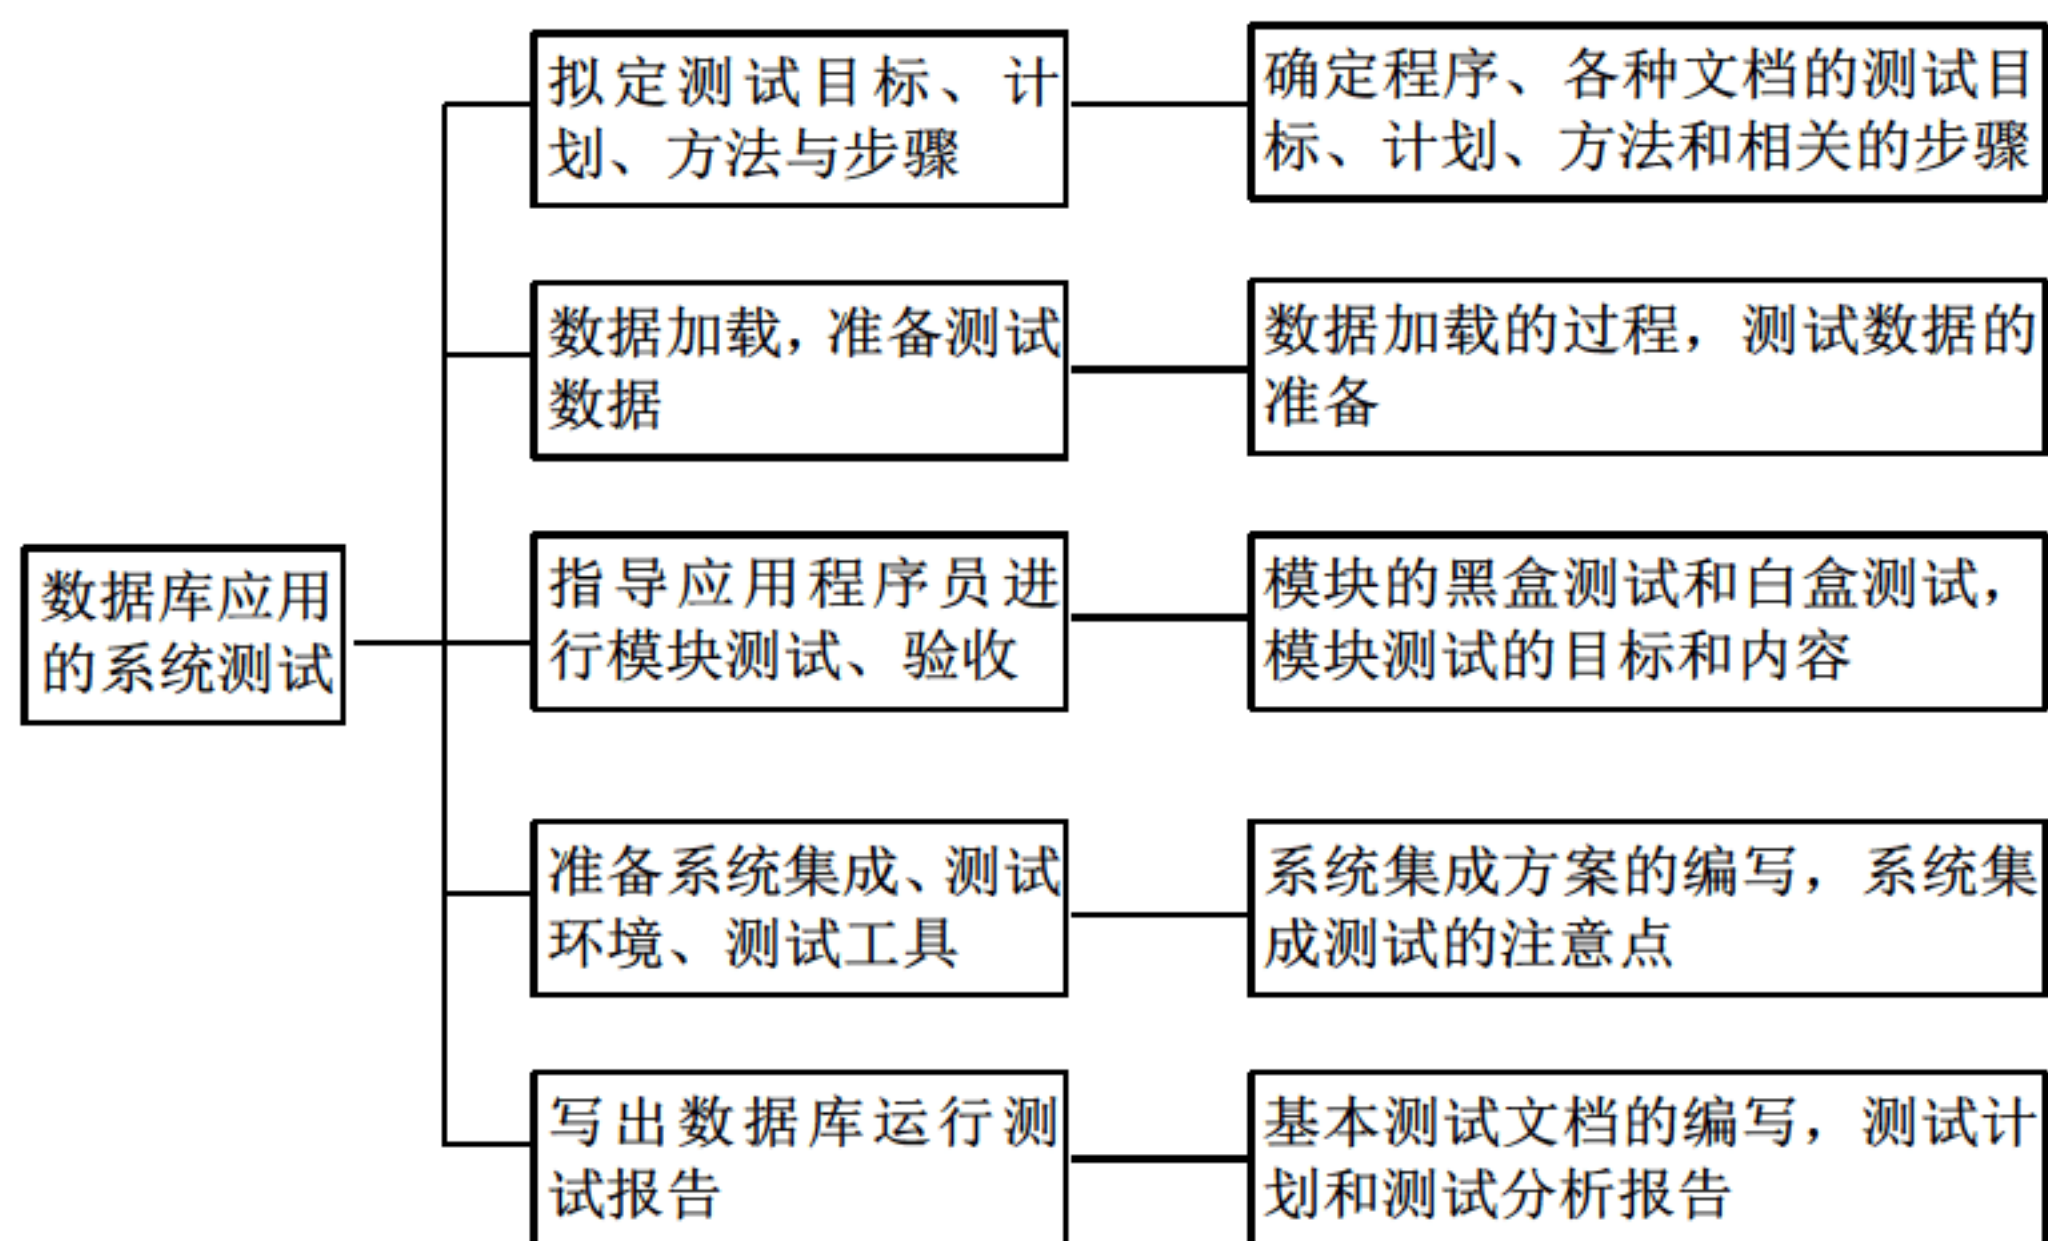 拟定测试目标、计
划、方法与步骤
确定程序、各种文档的测试目
标、计划、方法和相关的步骤
数据加载，准备测试
数据
数据加载的过程，测试数据的
准备
数据库应用
的系统测试
指导应用程序员进
行模块测试、验收
模块的黑盒测试和白盒测试，
模块测试的目标和内容
准备系统集成、测试
环境、测试工具
系统集成方案的编写，系统集
成测试的注意点
写出数据库运行测
试报告
基本测试文档的编写，测试计
划和测试分析报告